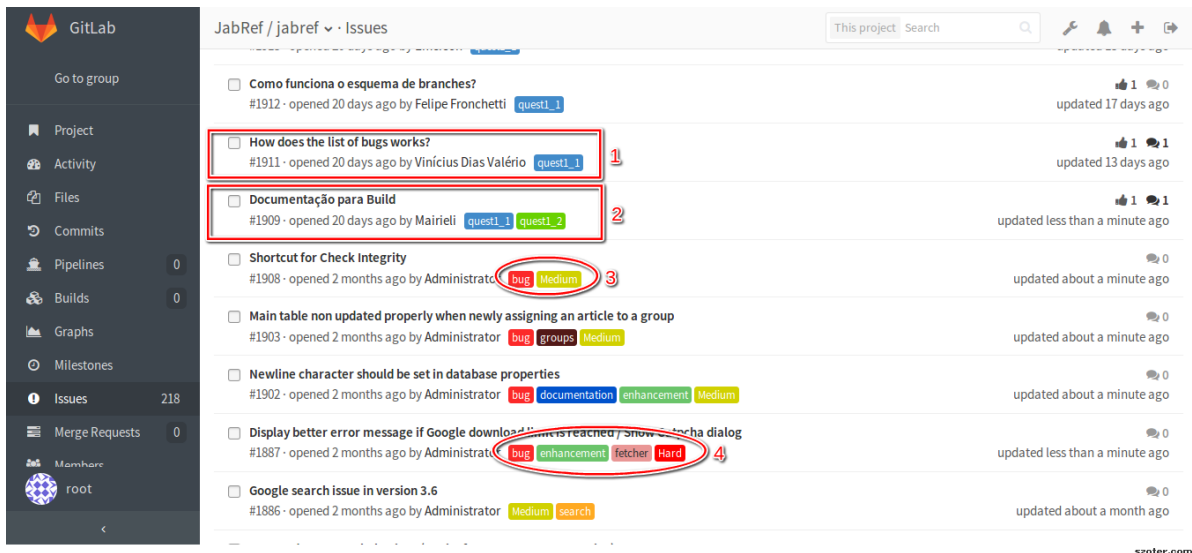 GitLab
JabRef / jabref · Issues
This project Search
Go to group
Project
Activity
Files
Commits
Pipelines 0
Builds 0
Graphs
Milestones
Issues 218
Merge Requests 0
Members
root
Como funciona o esquema de branches?
1 0
#1912 · opened 20 days ago by Felipe Fronchetti quest1_1
updated 17 days ago
How does the list of bugs works?
1 1
#1911 · opened 20 days ago by Vinícius Dias Valério quest1_1
updated 13 days ago
1
Documentação para Build
1 1
#1909 · opened 20 days ago by Mairieli quest1_1 quest1_2
updated less than a minute ago
2
Shortcut for Check Integrity
0
#1908 · opened 2 months ago by Administrator bug Medium
updated about a minute ago
3
Main table non updated properly when newly assigning an article to a group
0
#1903 · opened 2 months ago by Administrator bug groups Medium
updated about a minute ago
Newline character should be set in database properties
0
#1902 · opened 2 months ago by Administrator bug documentation enhancement Medium
updated about a minute ago
Display better error message if Google download limit is reached / Show Captcha dialog
0
#1887 · opened 2 months ago by Administrator bug enhancement fetcher Hard
updated less than a minute ago
4
Google search issue in version 3.6
0
#1886 · opened 2 months ago by Administrator Medium search
updated about a month ago
szoter.com